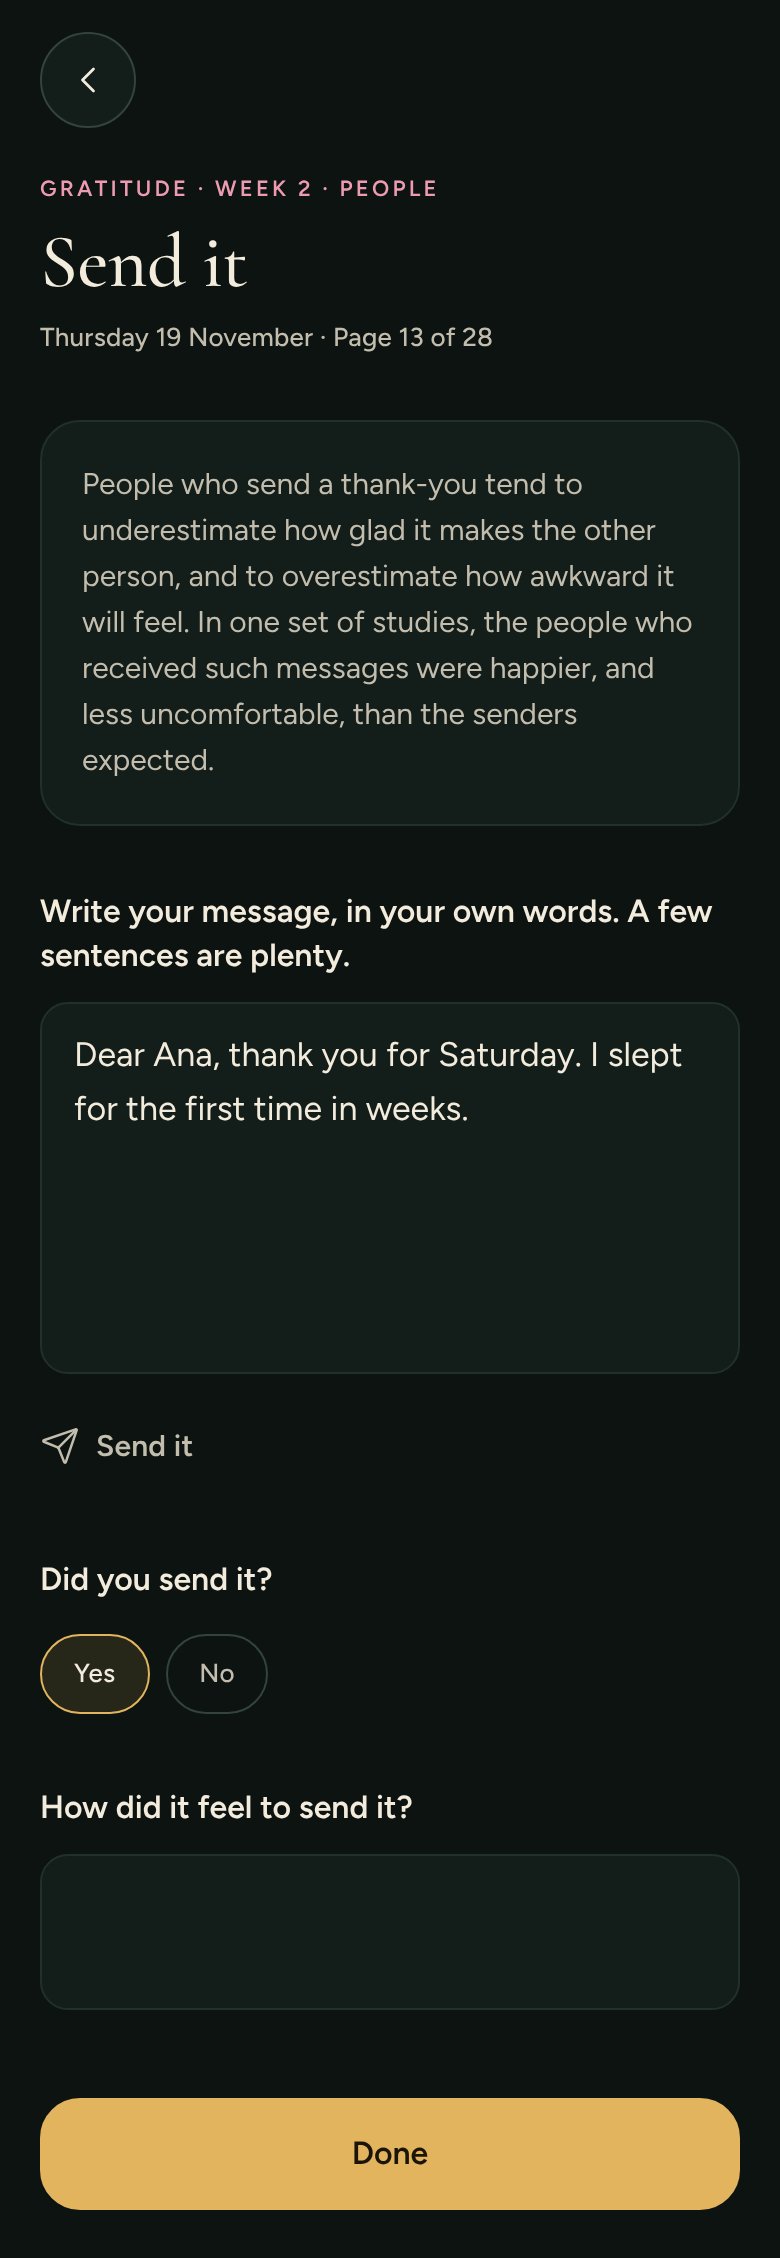 GRATITUDE · WEEK 2 · PEOPLE
Send it
Thursday 19 November · Page 13 of 28
People who send a thank-you tend to
underestimate how glad it makes the other
person, and to overestimate how awkward it
will feel. In one set of studies, the people who
received such messages were happier, and
less uncomfortable, than the senders
expected.
Write your message, in your own words. A few
sentences are plenty.
Dear Ana, thank you for Saturday. I slept
for the first time in weeks.
Send it
Did you send it?
Yes No
How did it feel to send it?
Done